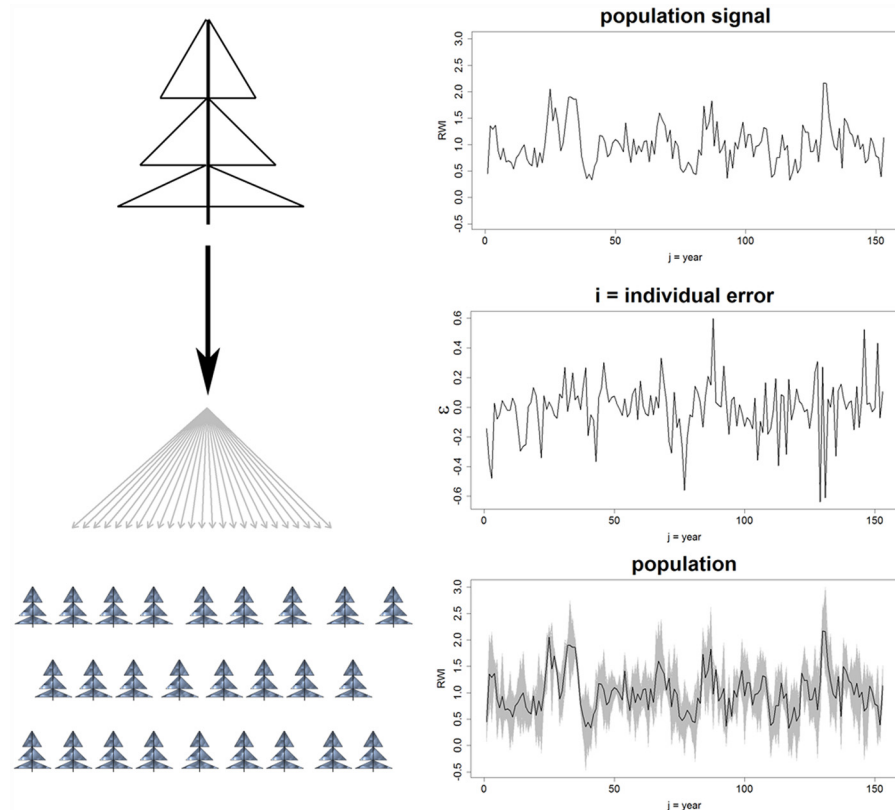 population signal
3.0
2.5
2.0
1.5
1.0
0.5
0.0
-0.5
RWI
0 50 100 150
j = year
i = individual error
0.6
0.4
0.2
0.0
-0.2
-0.4
-0.6
ε
0 50 100 150
j = year
population
3.0
2.5
2.0
1.5
1.0
0.5
0.0
-0.5
RWI
0 50 100 150
j = year